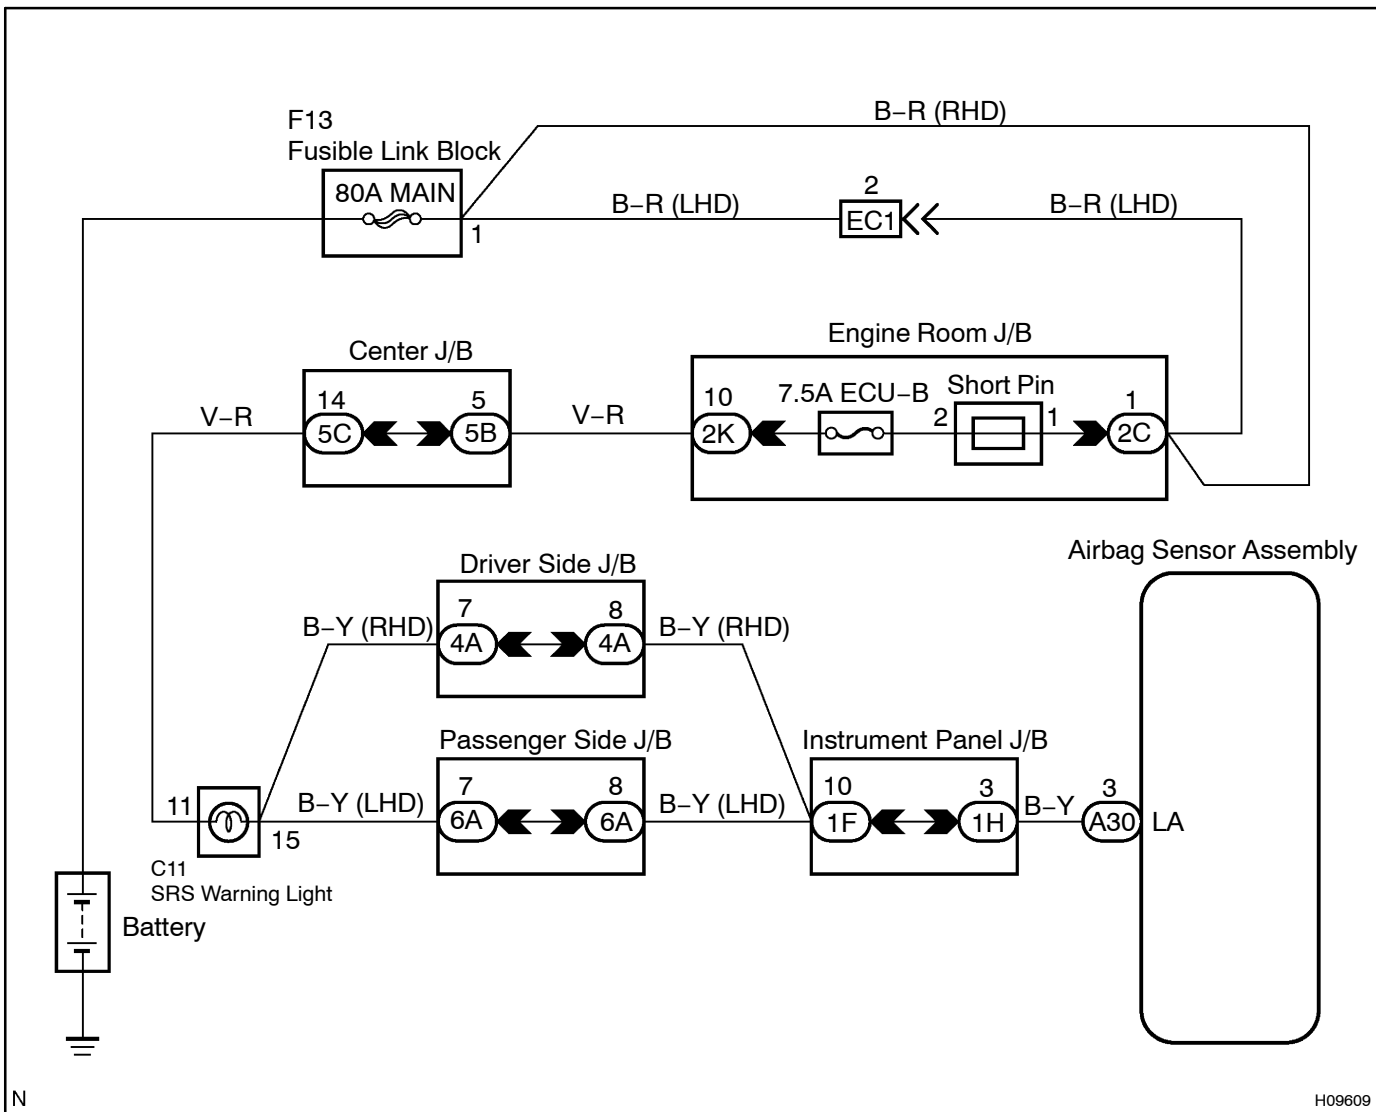 F13
Fusible Link Block
80A MAIN
1
B−R (RHD)
B−R (LHD)
2
EC1
B−R (LHD)
Center J/B
14
5C
5
5B
V−R
V−R
Engine Room J/B
10
2K
7.5A ECU−B
Short Pin
2
1
1
2C
Airbag Sensor Assembly
Driver Side J/B
B−Y (RHD)
7
4A
8
4A
B−Y (RHD)
Passenger Side J/B
Instrument Panel J/B
11
15
B−Y (LHD)
7
6A
8
6A
B−Y (LHD)
10
1F
3
1H
B−Y
3
A30
LA
C11
SRS Warning Light
Battery
N
H09609